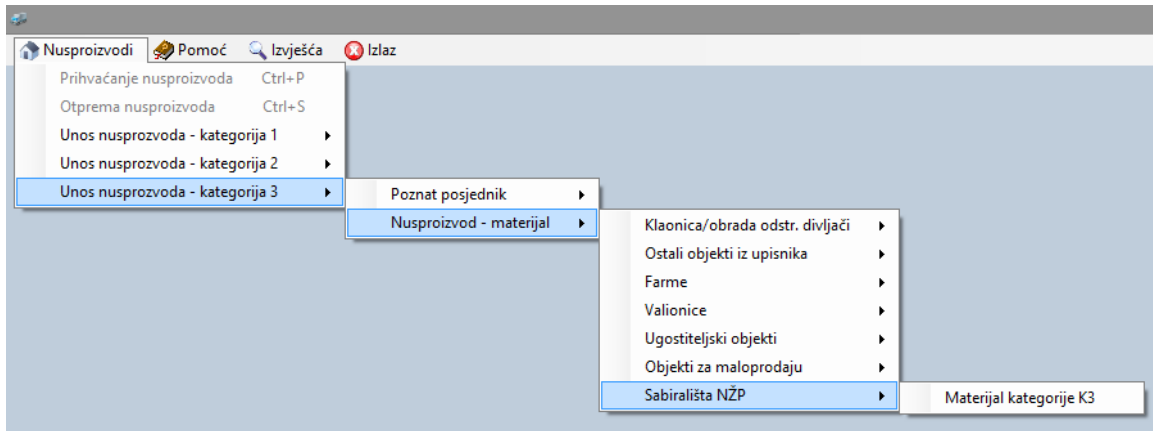 Nusproizvodi Pomoć Izvješća Izlaz
Prihvaćanje nusproizvoda Ctrl+P
Otprema nusproizvoda Ctrl+S
Unos nusprozvoda - kategorija 1
Unos nusprozvoda - kategorija 2
Unos nusprozvoda - kategorija 3
Poznat posjednik
Nusproizvod - materijal
Klaonica/obrada odstr. divljači
Ostali objekti iz upisnika
Farme
Valionice
Ugostiteljski objekti
Objekti za maloprodaju
Sabirališta NŽP
Materijal kategorije K3